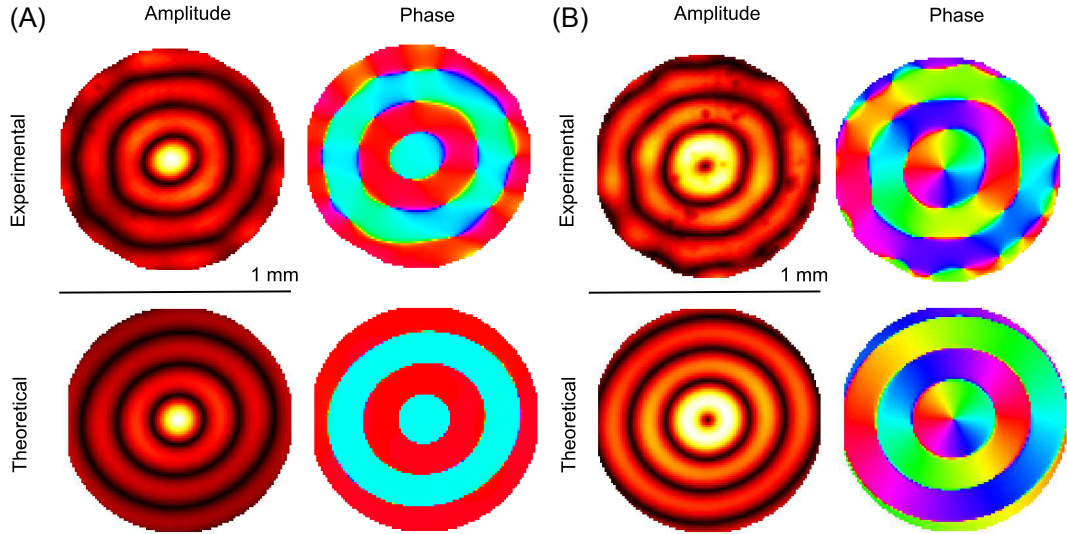 (A)
Amplitude
Phase
(B)
Amplitude
Phase
Experimental
Experimental
1 mm
1 mm
Theoretical
Theoretical